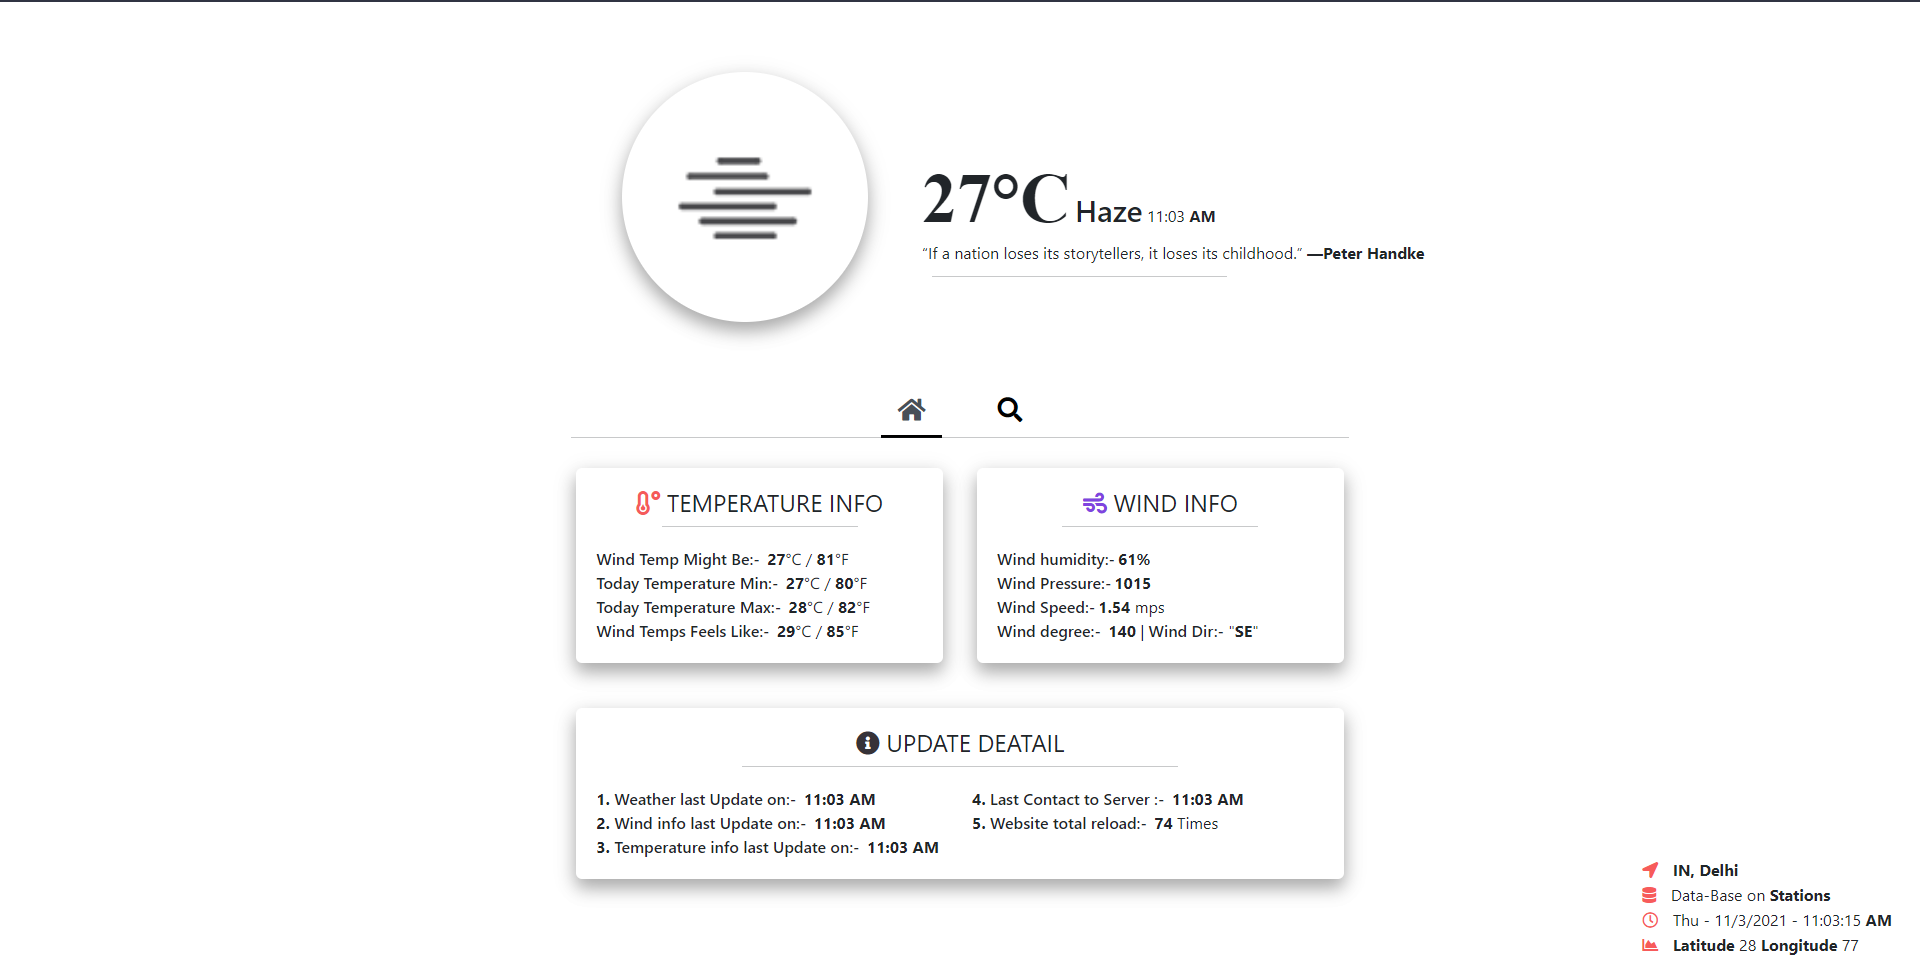 27°C Haze 11:03 AM
“If a nation loses its storytellers, it loses its childhood.” —Peter Handke
TEMPERATURE INFO
Wind Temp Might Be:- 27°C / 81°F
Today Temperature Min:- 27°C / 80°F
Today Temperature Max:- 28°C / 82°F
Wind Temps Feels Like:- 29°C / 85°F
WIND INFO
Wind humidity:- 61%
Wind Pressure:- 1015
Wind Speed:- 1.54 mps
Wind degree:- 140 | Wind Dir:- "SE"
UPDATE DEATAIL
1. Weather last Update on:- 11:03 AM
2. Wind info last Update on:- 11:03 AM
3. Temperature info last Update on:- 11:03 AM
4. Last Contact to Server :- 11:03 AM
5. Website total reload:- 74 Times
IN, Delhi
Data-Base on Stations
Thu - 11/3/2021 - 11:03:15 AM
Latitude 28 Longitude 77